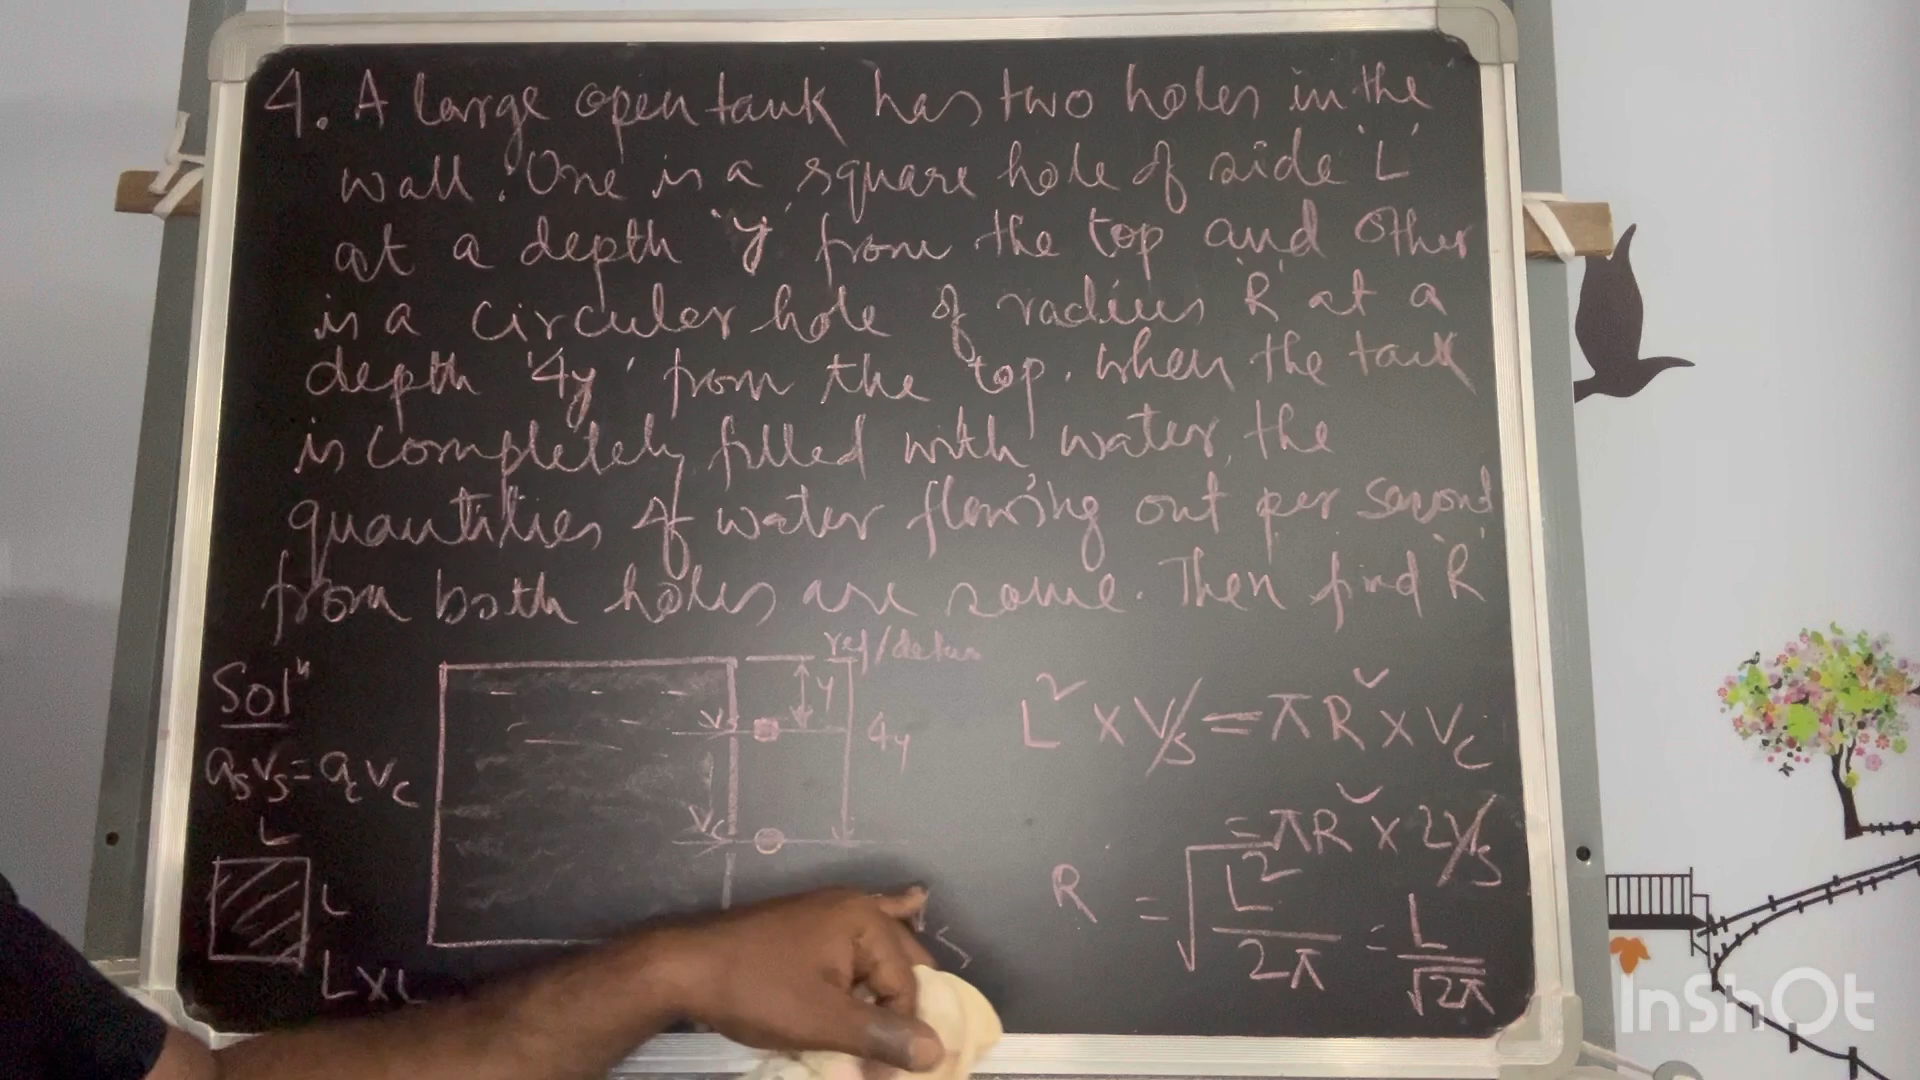 4. A large open tank has two holes in the
wall. One is a square hole of side 'L'
at a depth 'y' from the top and other
is a circular hole of radius 'R' at a
depth '4y' from the top. When the tank
is completely filled with water, the
quantities of water flowing out per second
from both holes are same. Then find 'R'
Solⁿ
a_s v_s = a_c v_c
L
L
L x L
ref/datum
y
4y
V_s
V_c
L² x V_s = πR² x V_c
= πR² x 2V_s
R = √(L²/2π) = L/√2π
InShOt